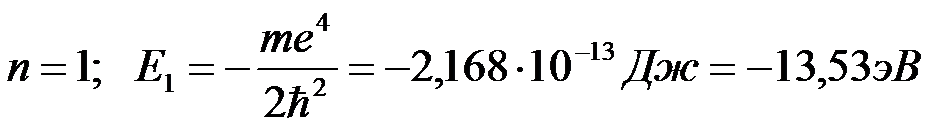 n = 1; E₁ = −me⁴/2ħ² = −2,168·10⁻¹³ Дж = −13,53эВ